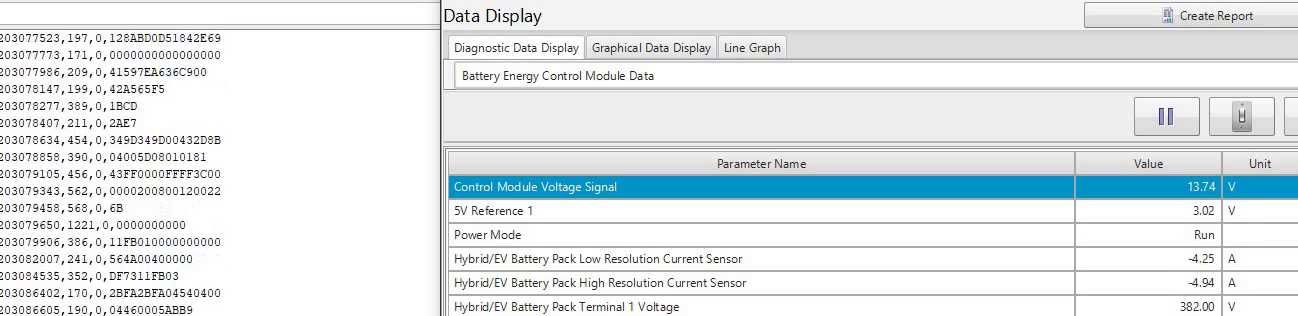 203077523,197,0,128ABD0D51842E69
203077773,171,0,0000000000000000
203077986,209,0,41597EA636C900
203078147,199,0,42A565F5
203078277,389,0,1BCD
203078407,211,0,2AE7
203078634,454,0,349D349D00432D8B
203078858,390,0,04005D08010181
203079105,456,0,43FF0000FFFF3C00
203079343,562,0,0000200800120022
203079458,568,0,6B
203079650,1221,0,0000000000
203079906,386,0,11FB010000000000
203082007,241,0,564A00400000
203084535,352,0,DF7311FB03
203086402,170,0,2BFA2BFA04540400
203086605,190,0,04460005ABB9
Data Display
Create Report
Diagnostic Data Display Graphical Data Display Line Graph
Battery Energy Control Module Data
Parameter Name Value Unit
Control Module Voltage Signal 13.74 V
5V Reference 1 3.02 V
Power Mode Run
Hybrid/EV Battery Pack Low Resolution Current Sensor -4.25 A
Hybrid/EV Battery Pack High Resolution Current Sensor -4.94 A
Hybrid/EV Battery Pack Terminal 1 Voltage 382.00 V